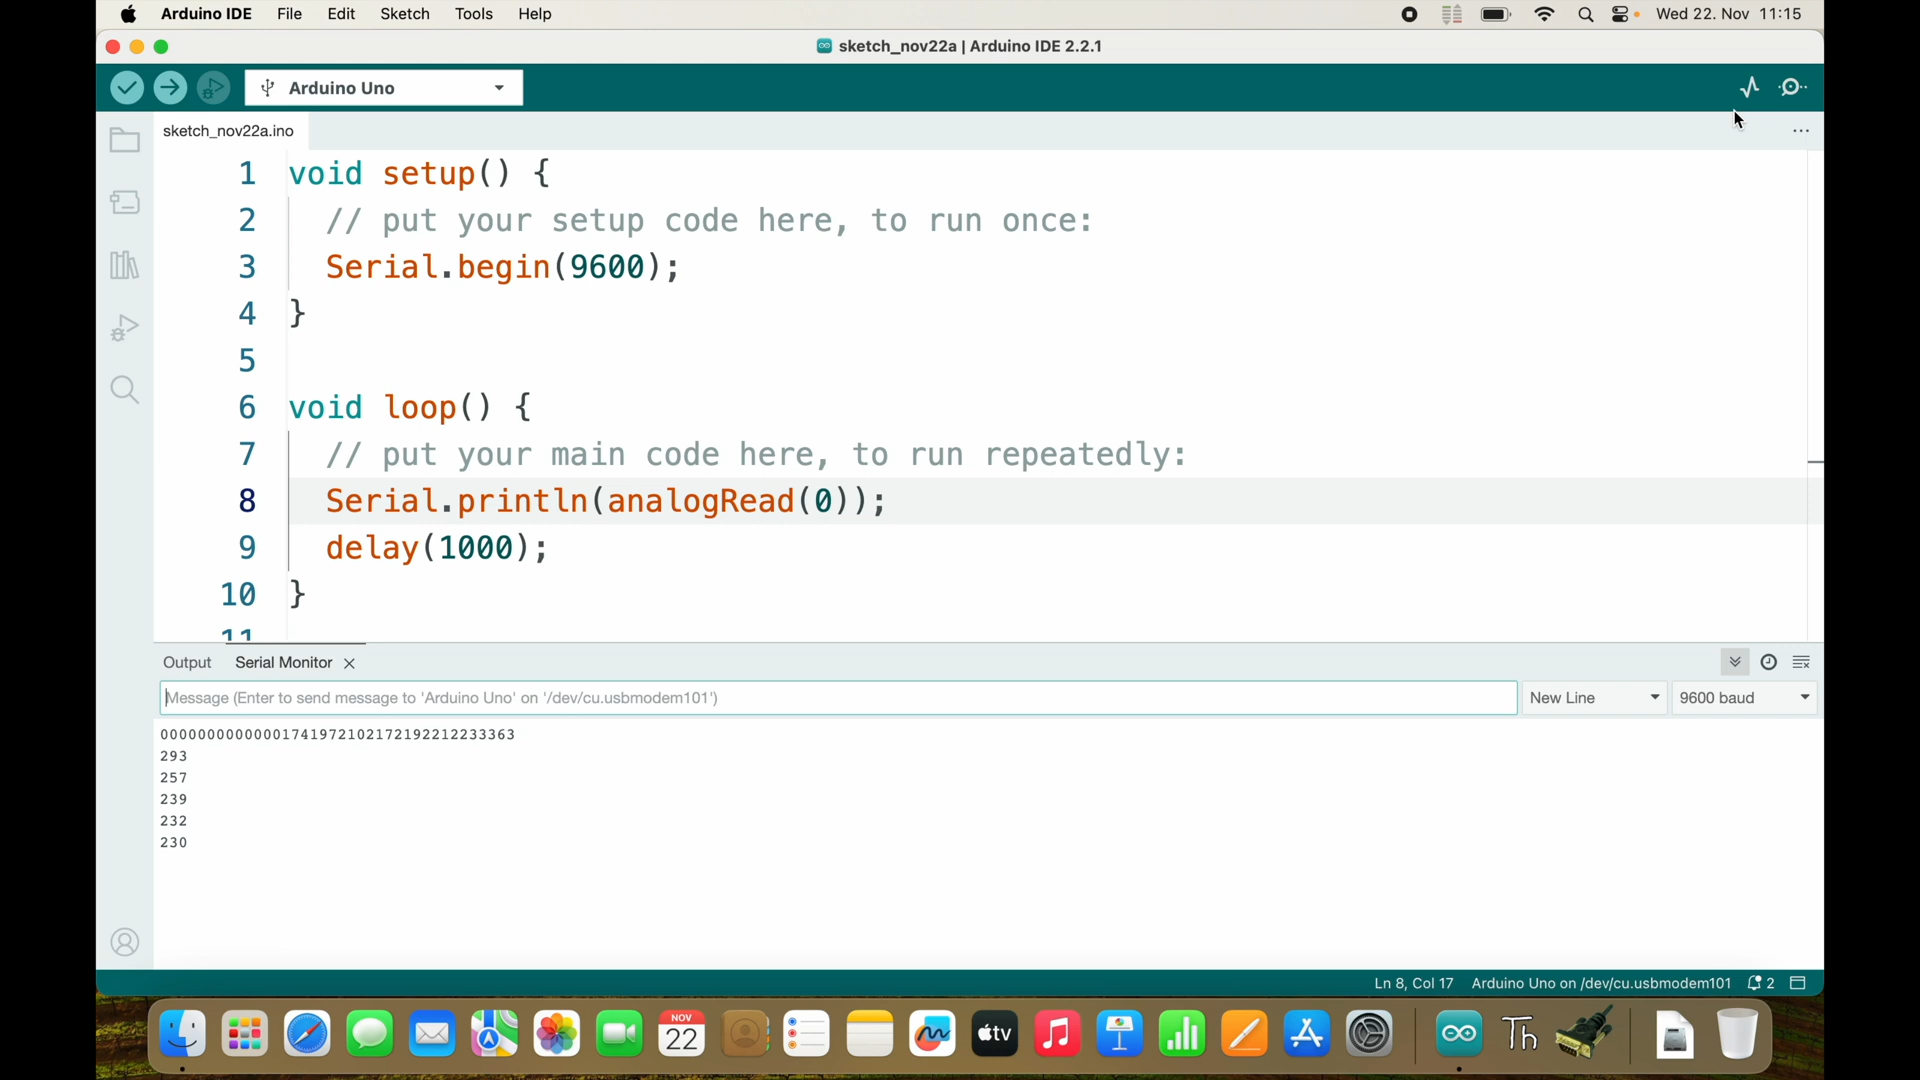 Arduino IDE File Edit Sketch Tools Help Wed 22. Nov 11:15
sketch_nov22a | Arduino IDE 2.2.1
Arduino Uno
sketch_nov22a.ino
1 void setup() {
2 // put your setup code here, to run once:
3 Serial.begin(9600);
4 }
5
6 void loop() {
7 // put your main code here, to run repeatedly:
8 Serial.println(analogRead(0));
9 delay(1000);
10 }
11
Output Serial Monitor
Message (Enter to send message to 'Arduino Uno' on '/dev/cu.usbmodem101') New Line 9600 baud
00000000000001741972102172192212233363
293
257
239
232
230
Ln 8, Col 17 Arduino Uno on /dev/cu.usbmodem101 2
NOV
22
tv
Th